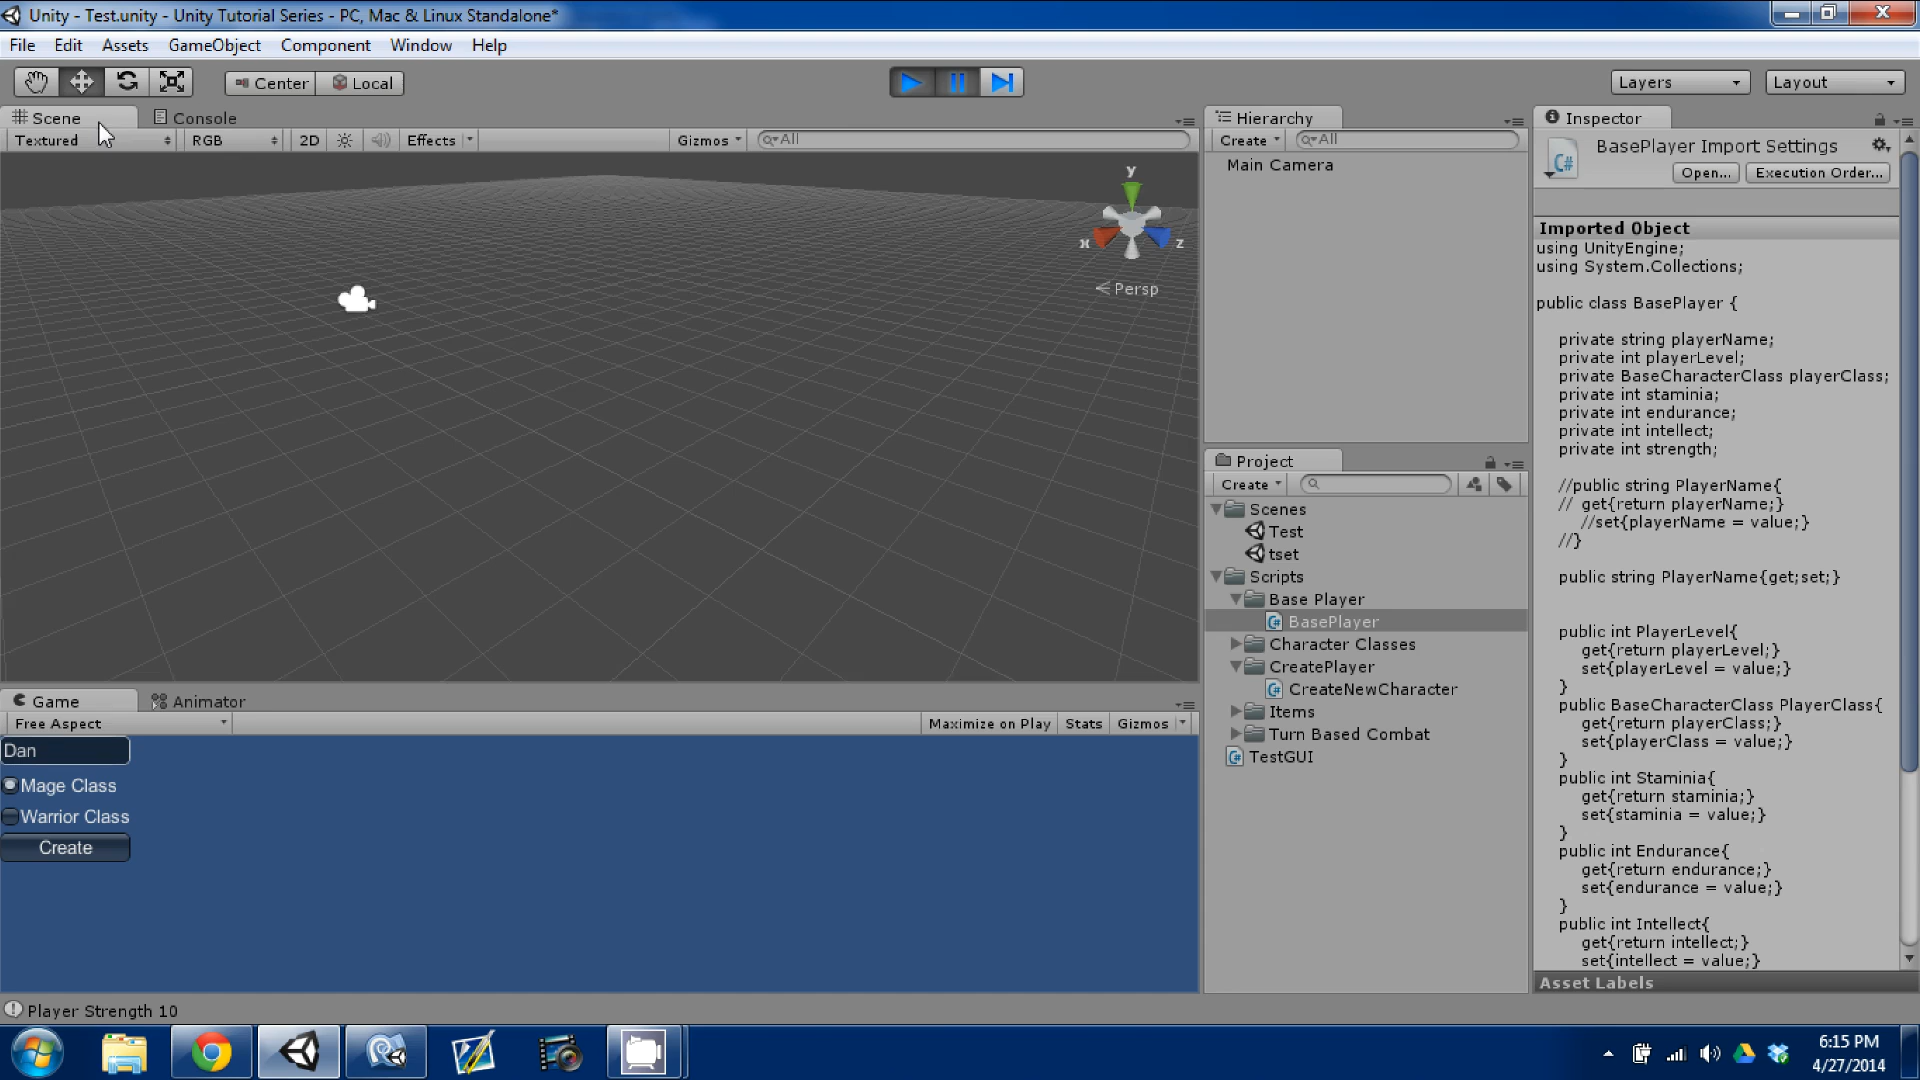 Unity - Test.unity - Unity Tutorial Series - PC, Mac & Linux Standalone*
File Edit Assets GameObject Component Window Help
Center Local Layers Layout
Scene Console
Textured RGB 2D Effects Gizmos All
y
x z
Persp
Hierarchy
Create All
Main Camera
Project
Create
Scenes
Test
tset
Scripts
Base Player
BasePlayer
Character Classes
CreatePlayer
CreateNewCharacter
Items
Turn Based Combat
TestGUI
Inspector
BasePlayer Import Settings
C#
Open... Execution Order...
Imported Object
using UnityEngine;
using System.Collections;
public class BasePlayer {
private string playerName;
private int playerLevel;
private BaseCharacterClass playerClass;
private int staminia;
private int endurance;
private int intellect;
private int strength;
//public string PlayerName{
// get{return playerName;}
//set{playerName = value;}
//}
public string PlayerName{get;set;}
public int PlayerLevel{
get{return playerLevel;}
set{playerLevel = value;}
}
public BaseCharacterClass PlayerClass{
get{return playerClass;}
set{playerClass = value;}
}
public int Staminia{
get{return staminia;}
set{staminia = value;}
}
public int Endurance{
get{return endurance;}
set{endurance = value;}
}
public int Intellect{
get{return intellect;}
set{intellect = value;}
Asset Labels
Game Animator
Free Aspect Maximize on Play Stats Gizmos
Dan
Mage Class
Warrior Class
Create
Player Strength 10
6:15 PM
4/27/2014